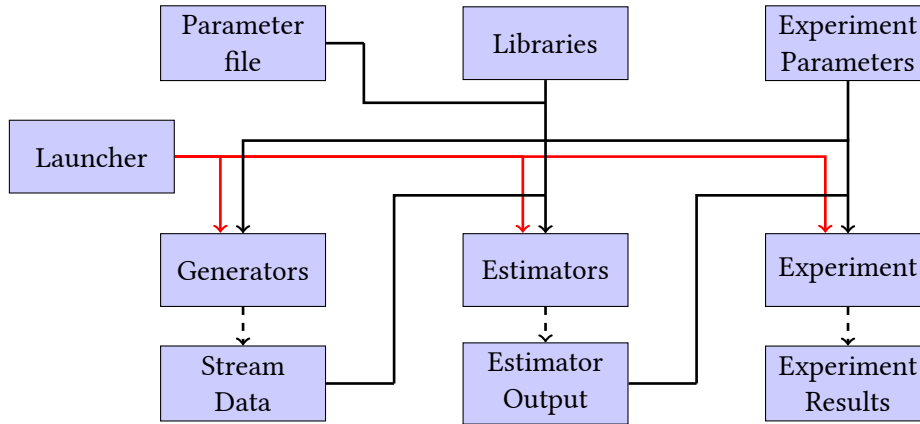 Parameter
file
Libraries
Experiment
Parameters
Launcher
Generators
Estimators
Experiment
Stream
Data
Estimator
Output
Experiment
Results